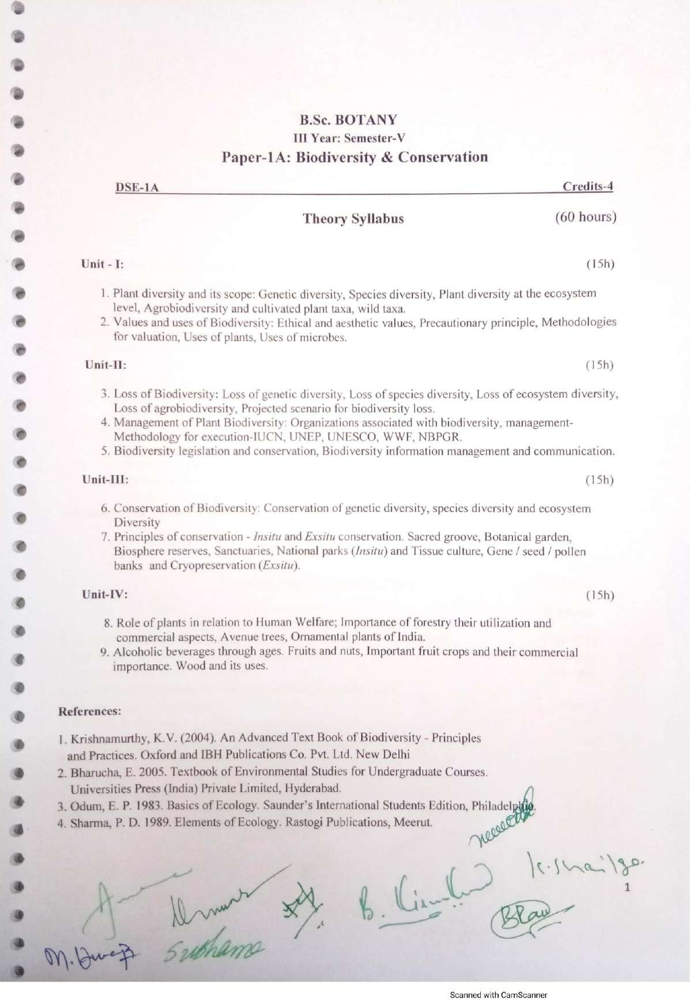 B.Sc. BOTANY
III Year: Semester-V
Paper-1A: Biodiversity & Conservation
DSE-1A Credits-4
Theory Syllabus (60 hours)
Unit - I: (15h)
1. Plant diversity and its scope: Genetic diversity, Species diversity, Plant diversity at the ecosystem
level, Agrobiodiversity and cultivated plant taxa, wild taxa.
2. Values and uses of Biodiversity: Ethical and aesthetic values, Precautionary principle, Methodologies
for valuation, Uses of plants, Uses of microbes.
Unit-II: (15h)
3. Loss of Biodiversity: Loss of genetic diversity, Loss of species diversity, Loss of ecosystem diversity,
Loss of agrobiodiversity, Projected scenario for biodiversity loss.
4. Management of Plant Biodiversity: Organizations associated with biodiversity, management-
Methodology for execution-IUCN, UNEP, UNESCO, WWF, NBPGR.
5. Biodiversity legislation and conservation, Biodiversity information management and communication.
Unit-III: (15h)
6. Conservation of Biodiversity: Conservation of genetic diversity, species diversity and ecosystem
Diversity
7. Principles of conservation - Insitu and Exsitu conservation. Sacred groove, Botanical garden,
Biosphere reserves, Sanctuaries, National parks (Insitu) and Tissue culture, Gene / seed / pollen
banks and Cryopreservation (Exsitu).
Unit-IV: (15h)
8. Role of plants in relation to Human Welfare; Importance of forestry their utilization and
commercial aspects, Avenue trees, Ornamental plants of India.
9. Alcoholic beverages through ages. Fruits and nuts, Important fruit crops and their commercial
importance. Wood and its uses.
References:
1. Krishnamurthy, K.V. (2004). An Advanced Text Book of Biodiversity - Principles
and Practices. Oxford and IBH Publications Co. Pvt. Ltd. New Delhi
2. Bharucha, E. 2005. Textbook of Environmental Studies for Undergraduate Courses.
Universities Press (India) Private Limited, Hyderabad.
3. Odum, E. P. 1983. Basics of Ecology. Saunder's International Students Edition, Philadelphia.
4. Sharma, P. D. 1989. Elements of Ecology. Rastogi Publications, Meerut.
1
Sushama
Scanned with CamScanner